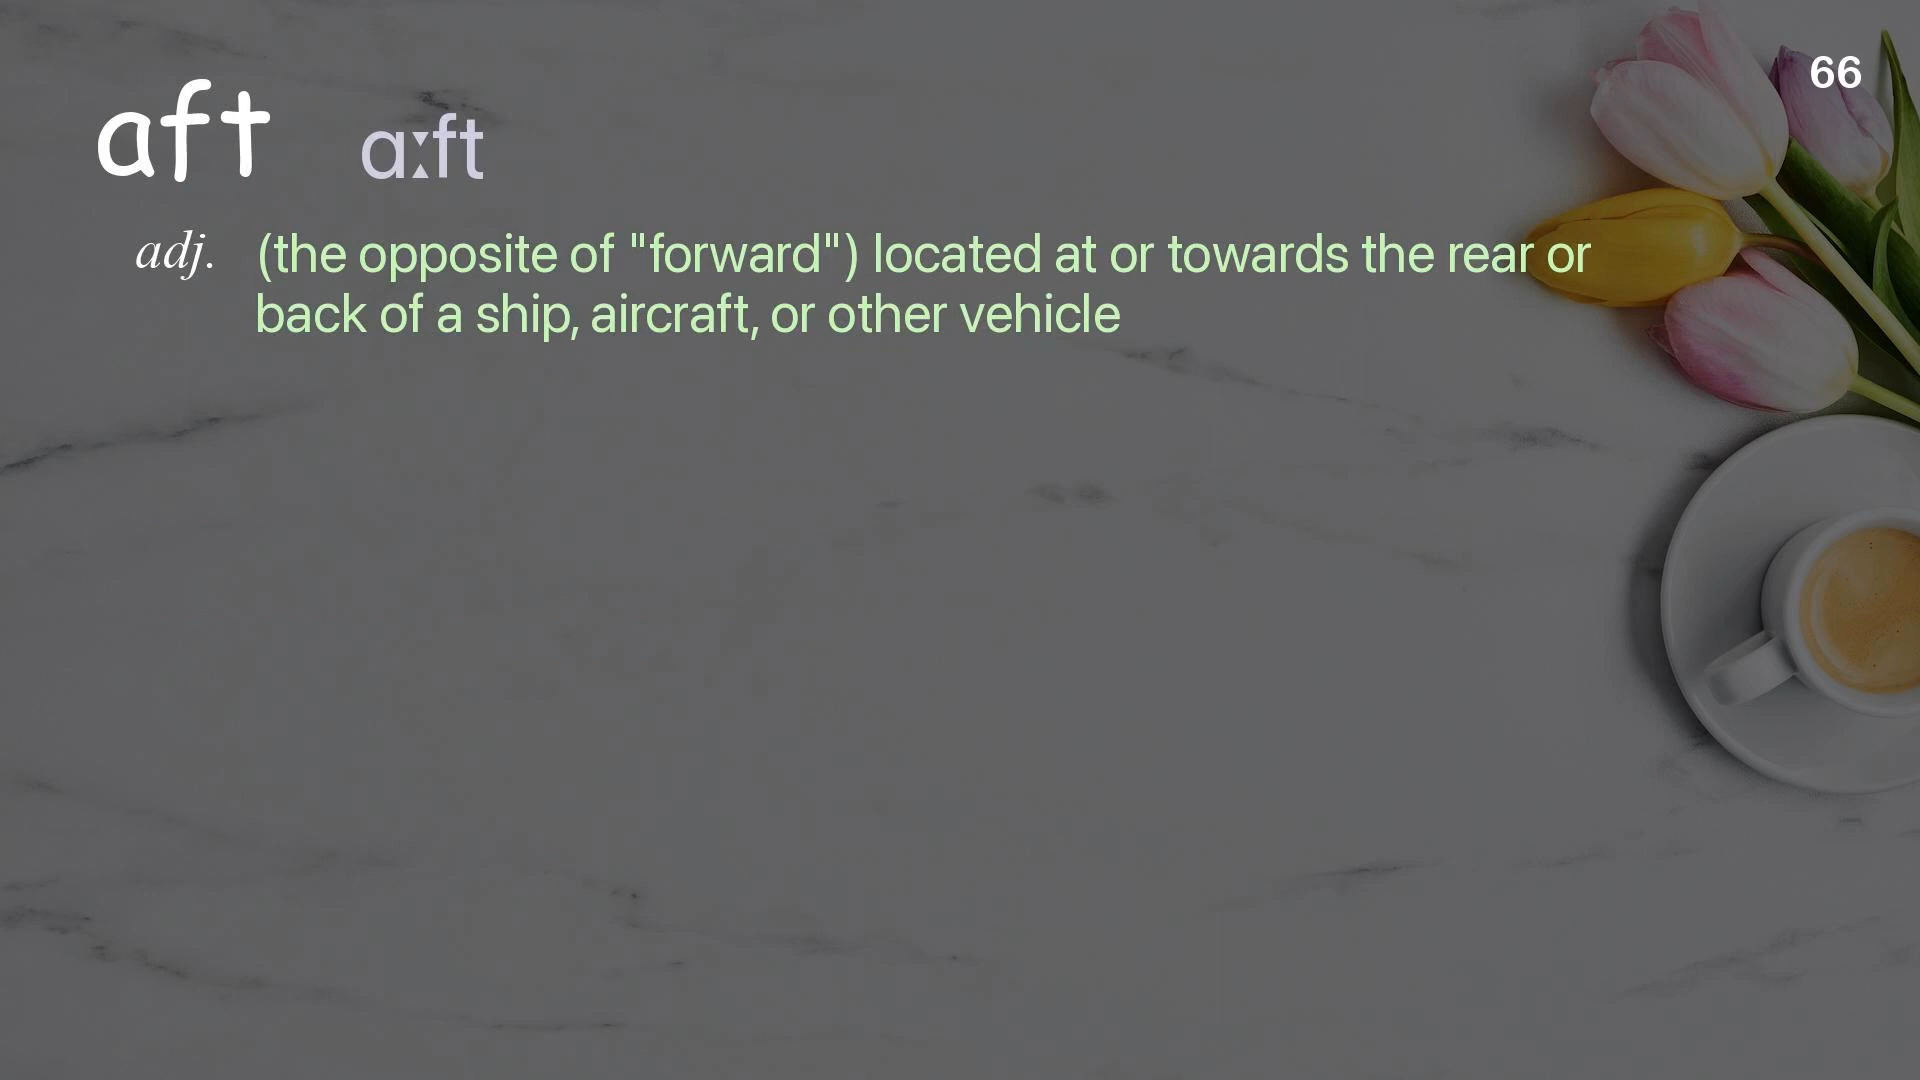 66
aft ɑːft
adj. (the opposite of "forward") located at or towards the rear or
back of a ship, aircraft, or other vehicle